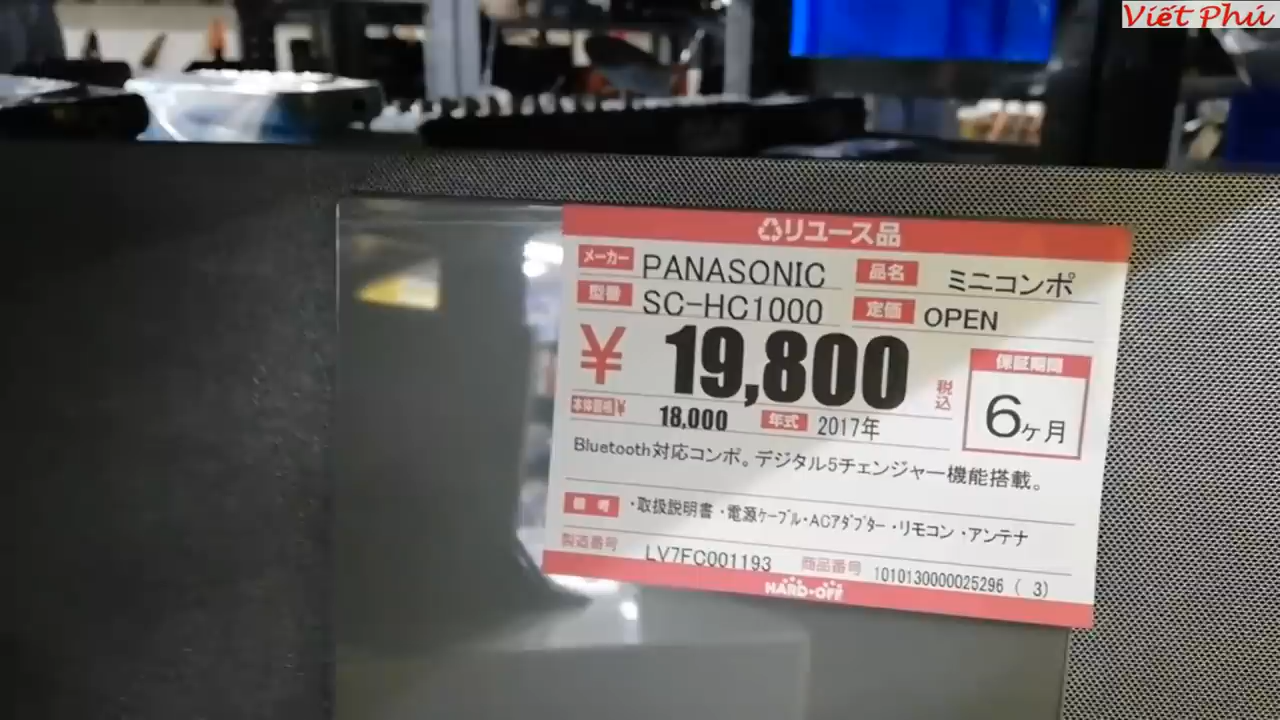 Viết Phú
リユース品
メーカー PANASONIC 品名 ミニコンポ
型番 SC-HC1000 定価 OPEN
¥ 19,800 税込
保証期間
6ヶ月
本体価格¥ 18,000 年式 2017年
Bluetooth対応コンポ。デジタル5チェンジャー機能搭載。
備考 ・取扱説明書・電源ケーブル・ACアダプター・リモコン・アンテナ
製造番号 LV7FC001193 商品番号 1010130000025296 ( 3)
HARD・OFF